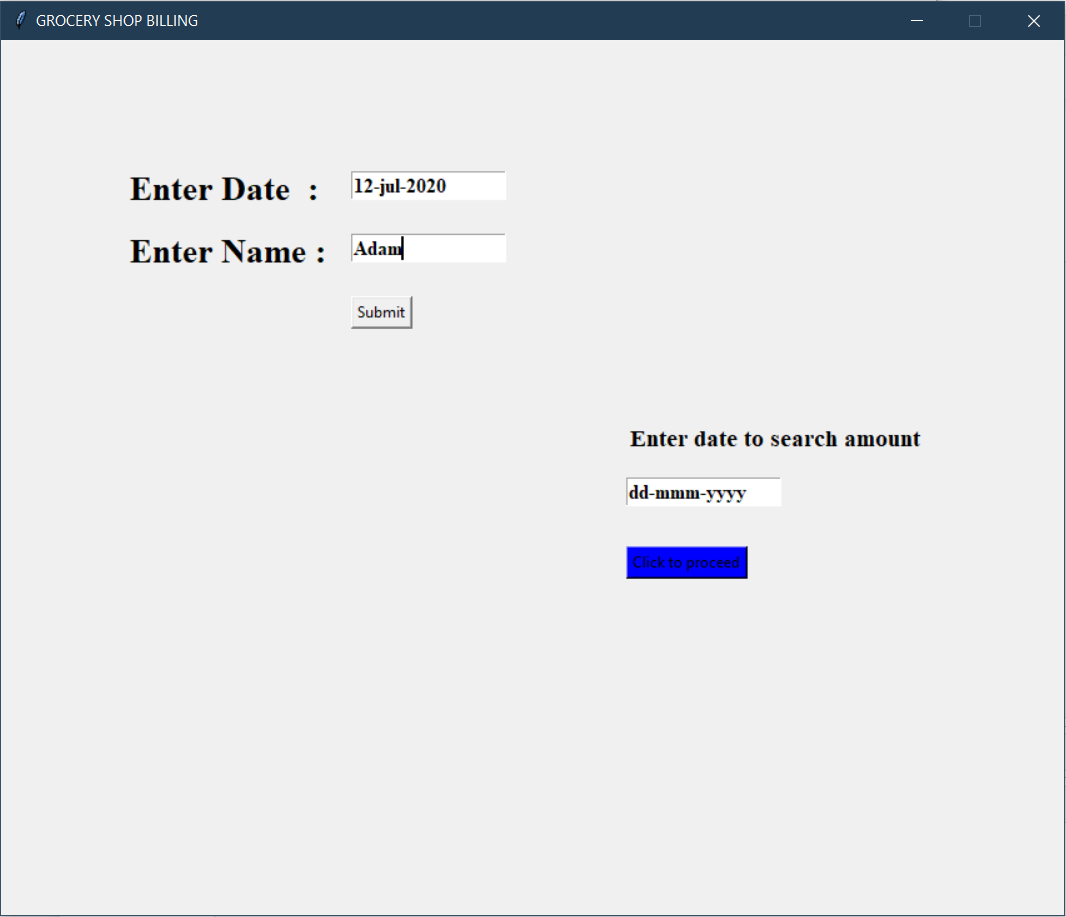 GROCERY SHOP BILLING
Enter Date : 12-jul-2020
Enter Name : Adam
Submit
Enter date to search amount
dd-mmm-yyyy
Click to proceed